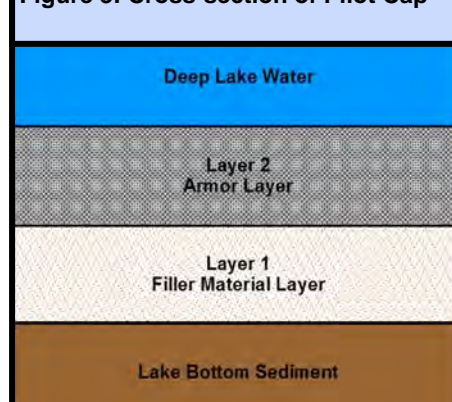 Figure 3. Cross-section of Pilot Cap
Deep Lake Water
Layer 2
Armor Layer
Layer 1
Filler Material Layer
Lake Bottom Sediment